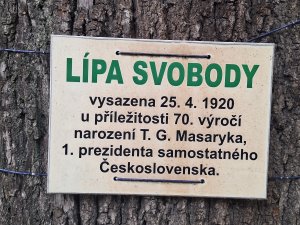 LÍPA SVOBODY
vysazena 25. 4. 1920
u příležitosti 70. výročí
narození T. G. Masaryka,
1. prezidenta samostatného
Československa.